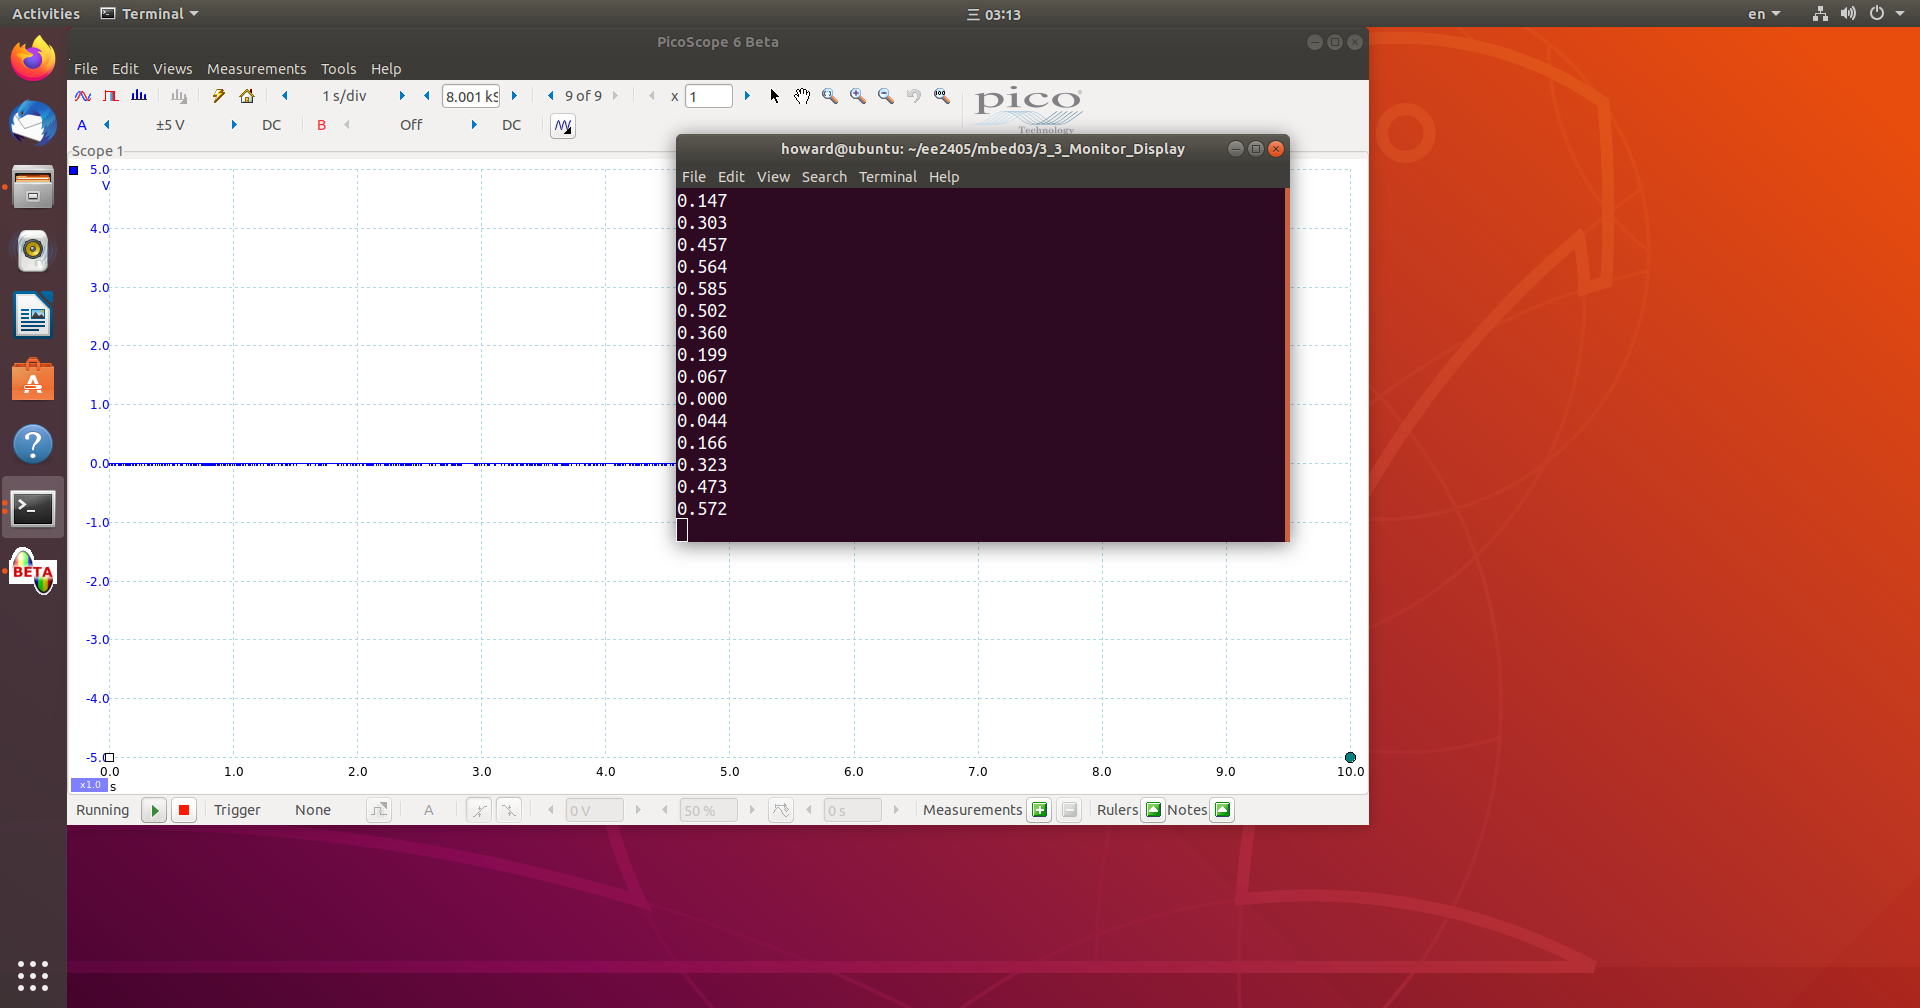 Activities Terminal 三 03:13 en
PicoScope 6 Beta
File Edit Views Measurements Tools Help
1 s/div 8.001 kS 9 of 9 x 1
pico
Technology
A ±5 V DC B Off DC
Scope 1
howard@ubuntu: ~/ee2405/mbed03/3_3_Monitor_Display
File Edit View Search Terminal Help
0.147
0.303
0.457
0.564
0.585
0.502
0.360
0.199
0.067
0.000
0.044
0.166
0.323
0.473
0.572
5.0
V
4.0
3.0
2.0
1.0
0.0
-1.0
-2.0
-3.0
-4.0
-5.0
0.0 1.0 2.0 3.0 4.0 5.0 6.0 7.0 8.0 9.0 10.0
x1.0 s
Running Trigger None A 0 V 50 % 0 s Measurements Rulers Notes
BETA